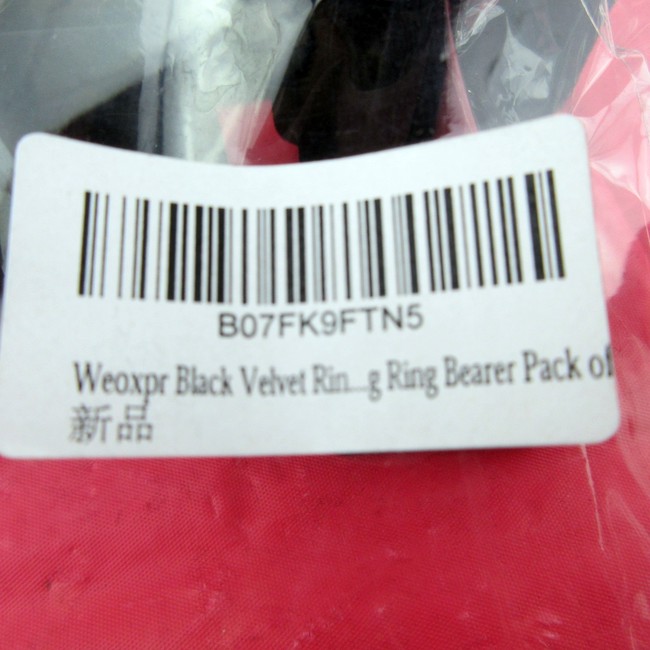 B07FK9FTN5
Weoxpr Black Velvet Rin...g Ring Bearer Pack of
新品